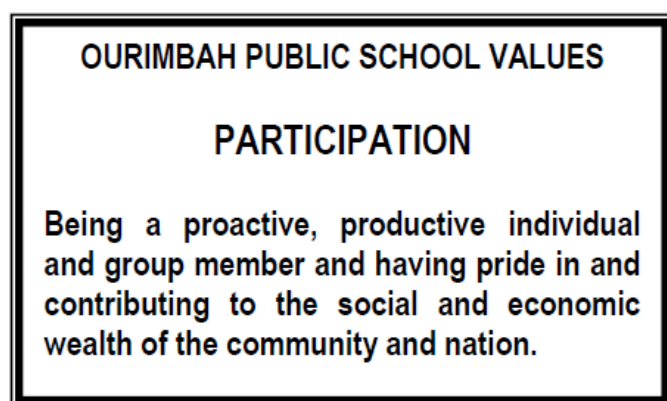 OURIMBAH PUBLIC SCHOOL VALUES
PARTICIPATION
Being a proactive, productive individual
and group member and having pride in and
contributing to the social and economic
wealth of the community and nation.